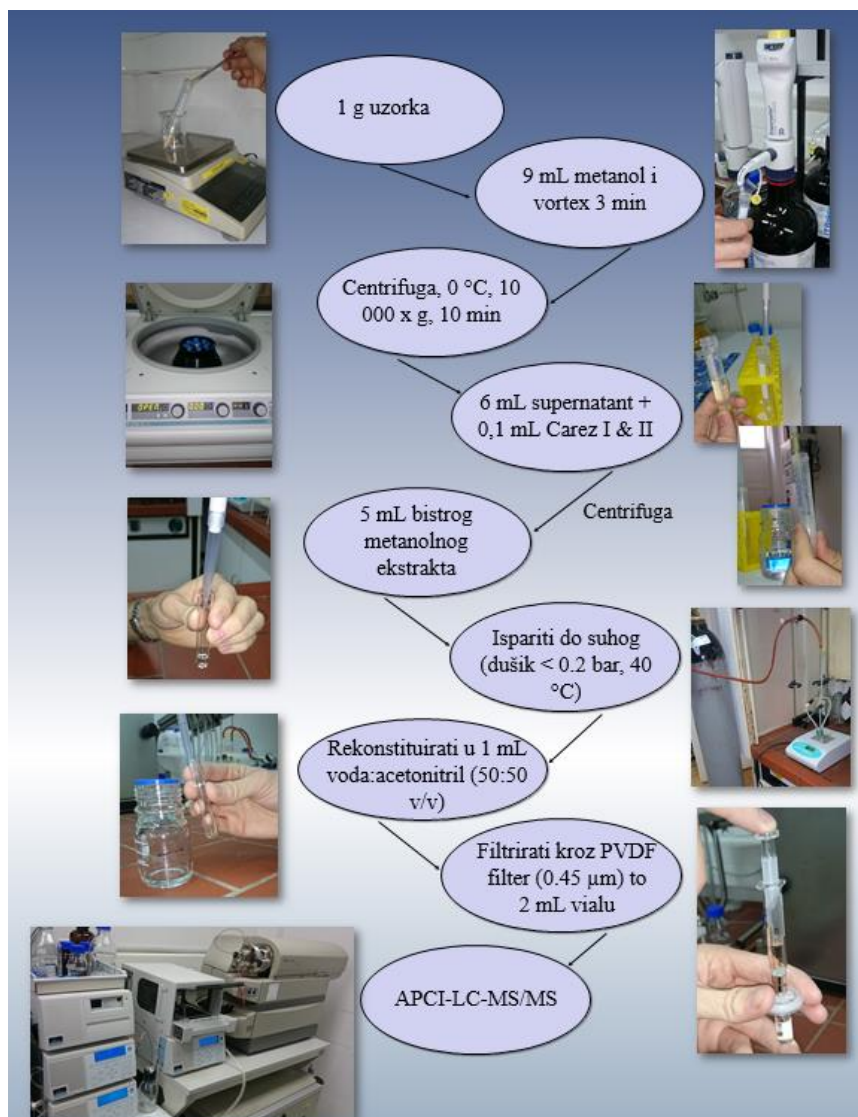 1 g uzorka
9 mL metanol i
vortex 3 min
Centrifuga, 0 °C, 10
000 x g, 10 min
6 mL supernatant +
0,1 mL Carez I & II
Centrifuga
5 mL bistrog
metanolnog
ekstrakta
Ispariti do suhog
(dušik < 0.2 bar, 40
°C)
Rekonstituirati u 1 mL
voda:acetonitril (50:50
v/v)
Filtrirati kroz PVDF
filter (0.45 µm) to
2 mL vialu
APCI-LC-MS/MS